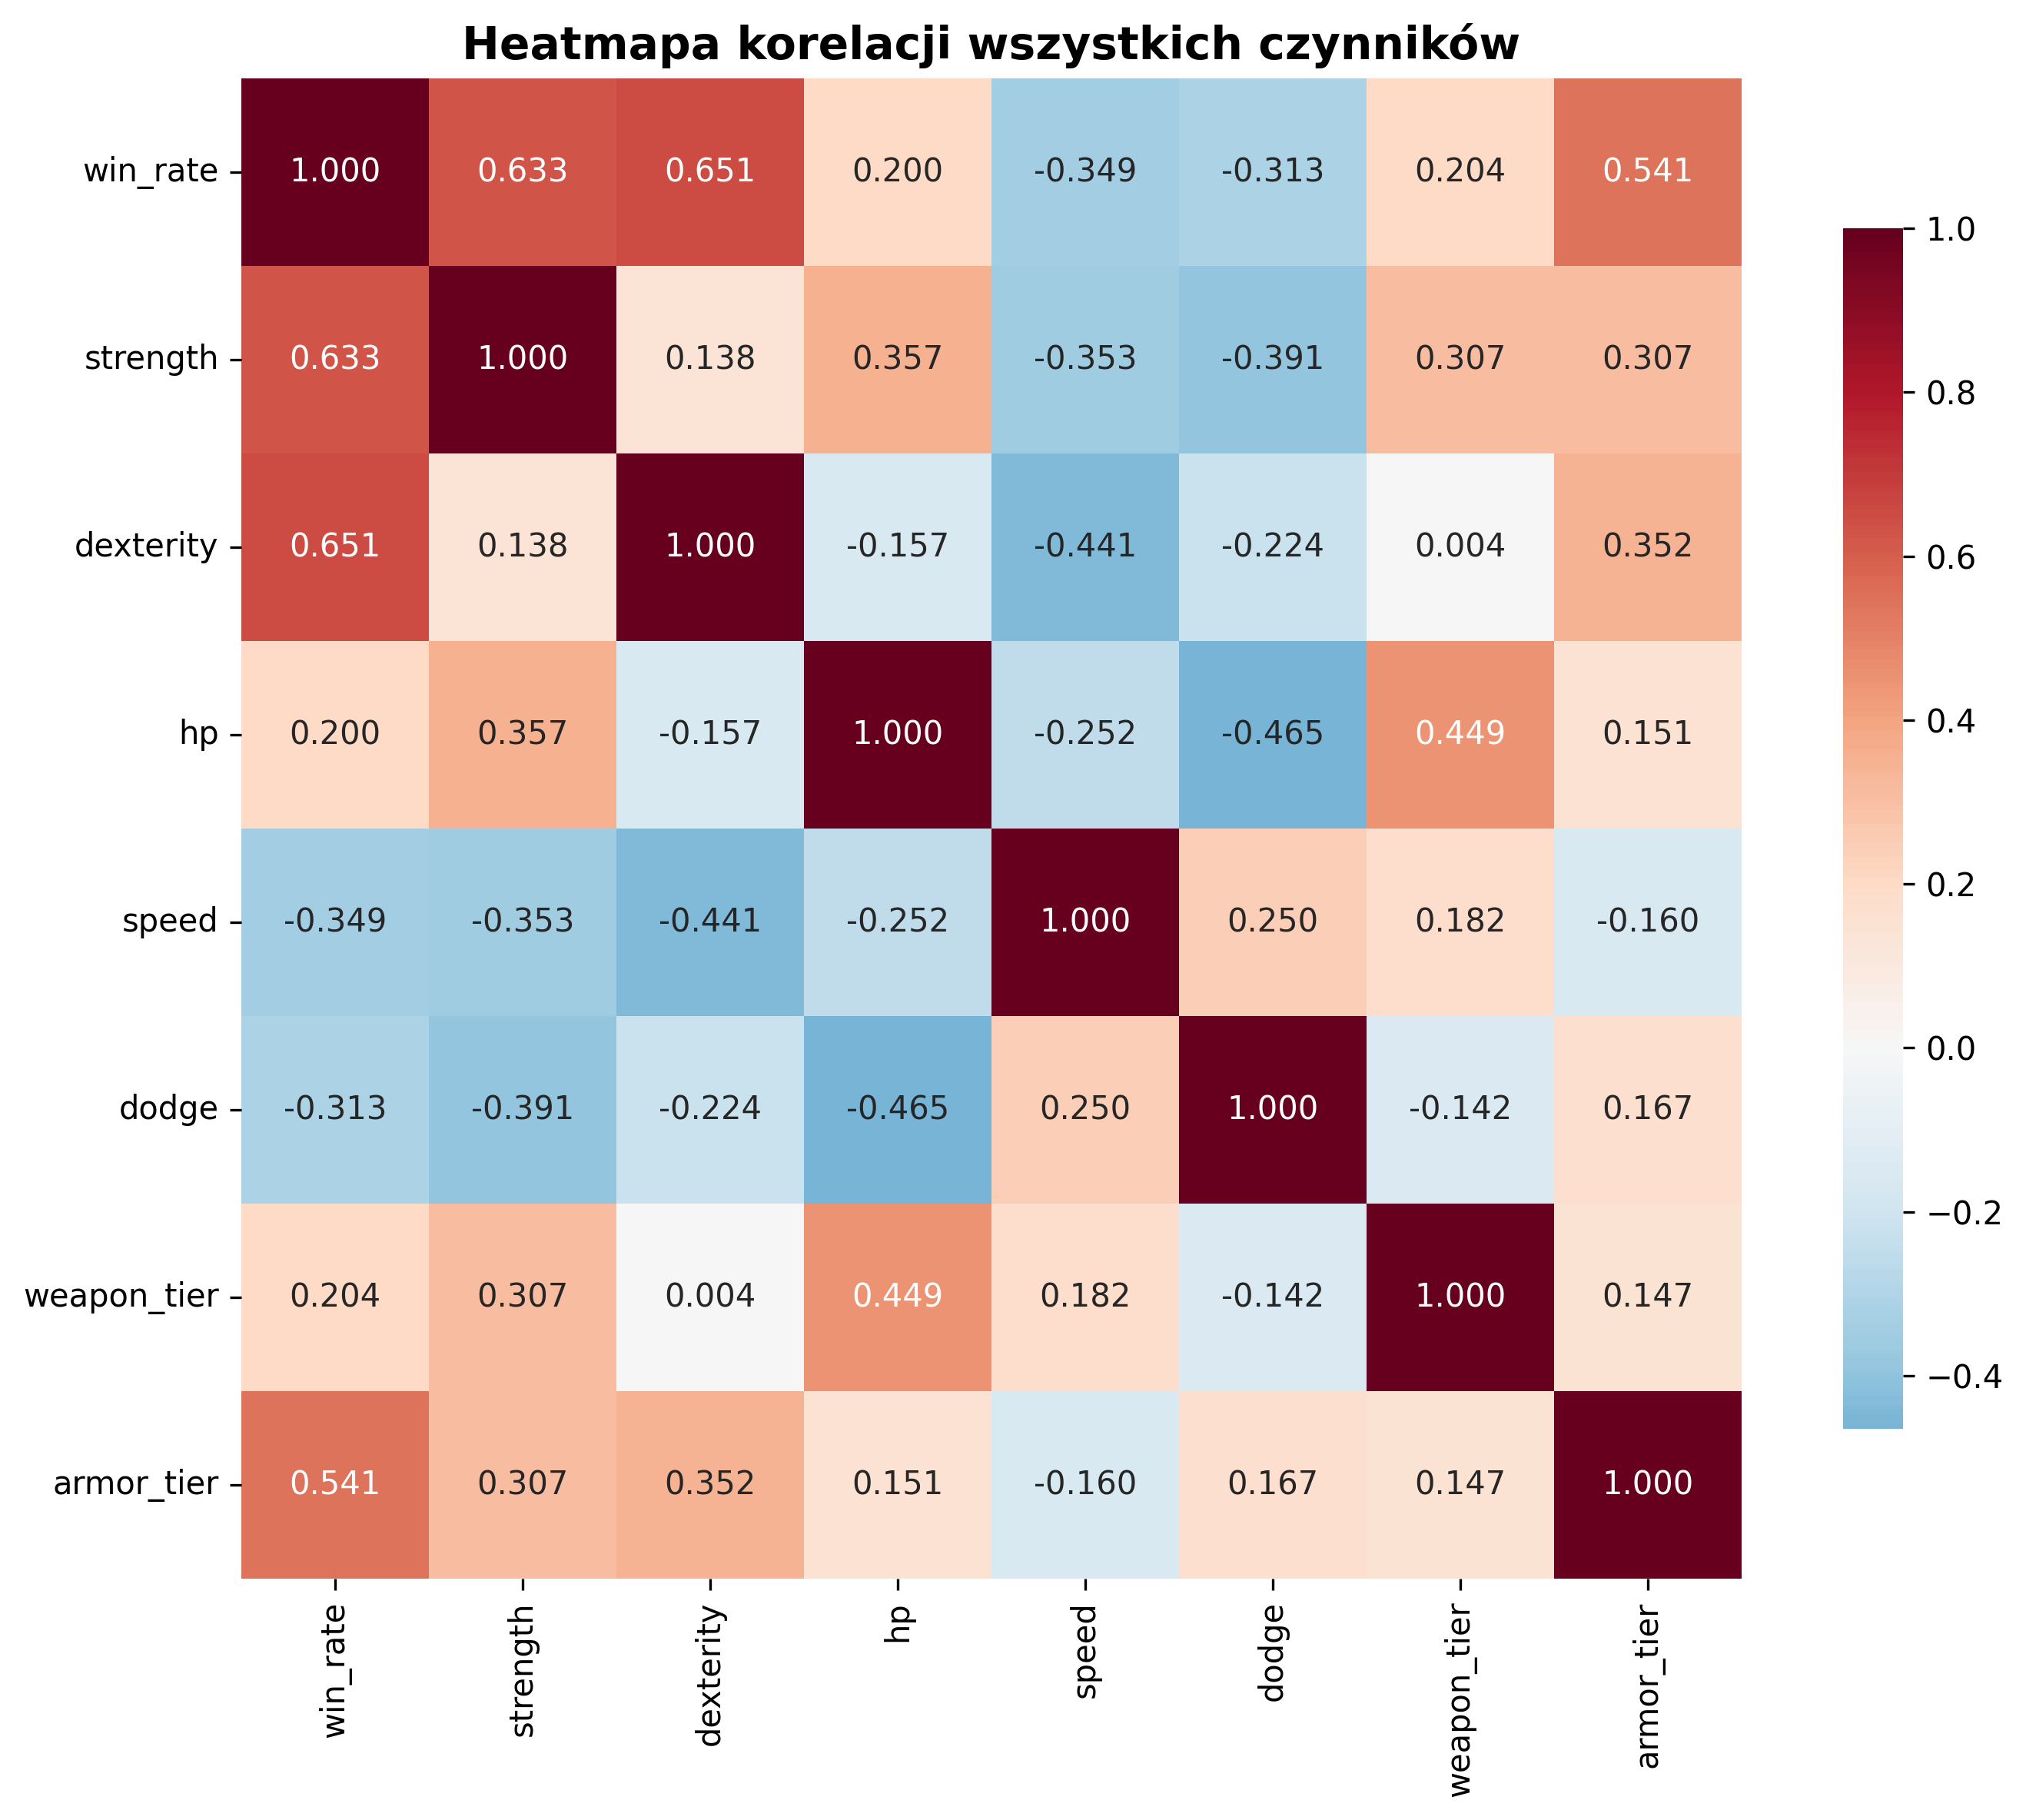 Heatmapa korelacji wszystkich czynników
win_rate 1.000 0.633 0.651 0.200 -0.349 -0.313 0.204 0.541
strength 0.633 1.000 0.138 0.357 -0.353 -0.391 0.307 0.307
dexterity 0.651 0.138 1.000 -0.157 -0.441 -0.224 0.004 0.352
hp 0.200 0.357 -0.157 1.000 -0.252 -0.465 0.449 0.151
speed -0.349 -0.353 -0.441 -0.252 1.000 0.250 0.182 -0.160
dodge -0.313 -0.391 -0.224 -0.465 0.250 1.000 -0.142 0.167
weapon_tier 0.204 0.307 0.004 0.449 0.182 -0.142 1.000 0.147
armor_tier 0.541 0.307 0.352 0.151 -0.160 0.167 0.147 1.000
win_rate strength dexterity hp speed dodge weapon_tier armor_tier
1.0
0.8
0.6
0.4
0.2
0.0
−0.2
−0.4